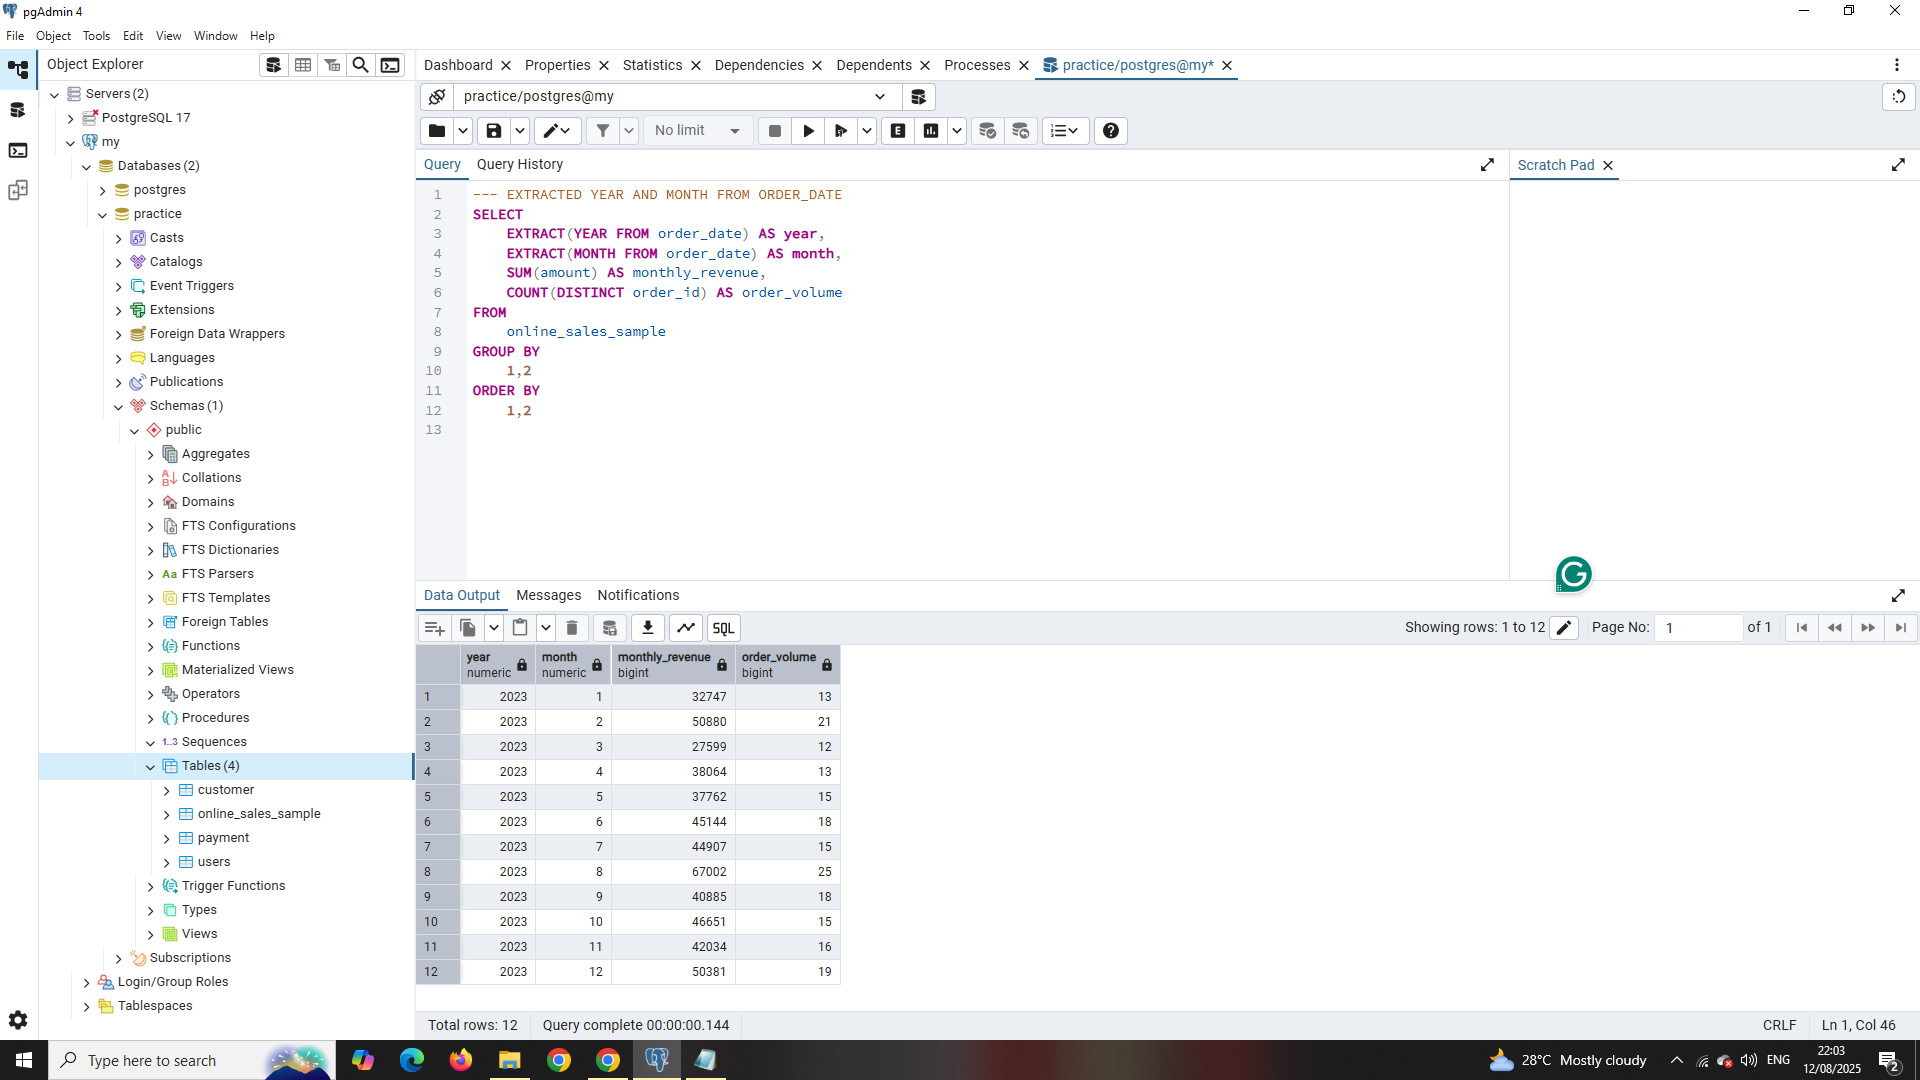 pgAdmin 4
File Object Tools Edit View Window Help
Object Explorer
Dashboard Properties Statistics Dependencies Dependents Processes practice/postgres@my*
Servers (2)
PostgreSQL 17
my
Databases (2)
postgres
practice
Casts
Catalogs
Event Triggers
Extensions
Foreign Data Wrappers
Languages
Publications
Schemas (1)
public
Aggregates
Collations
Domains
FTS Configurations
FTS Dictionaries
Aa FTS Parsers
FTS Templates
Foreign Tables
Functions
Materialized Views
Operators
Procedures
1..3 Sequences
Tables (4)
customer
online_sales_sample
payment
users
Trigger Functions
Types
Views
Subscriptions
Login/Group Roles
Tablespaces
practice/postgres@my
No limit
E
Query Query History
Scratch Pad
1 --- EXTRACTED YEAR AND MONTH FROM ORDER_DATE
2 SELECT
3 EXTRACT(YEAR FROM order_date) AS year,
4 EXTRACT(MONTH FROM order_date) AS month,
5 SUM(amount) AS monthly_revenue,
6 COUNT(DISTINCT order_id) AS order_volume
7 FROM
8 online_sales_sample
9 GROUP BY
10 1,2
11 ORDER BY
12 1,2
13
G
Data Output Messages Notifications
SQL
Showing rows: 1 to 12 Page No: 1 of 1
year month monthly_revenue order_volume
numeric numeric bigint bigint
1 2023 1 32747 13
2 2023 2 50880 21
3 2023 3 27599 12
4 2023 4 38064 13
5 2023 5 37762 15
6 2023 6 45144 18
7 2023 7 44907 15
8 2023 8 67002 25
9 2023 9 40885 18
10 2023 10 46651 15
11 2023 11 42034 16
12 2023 12 50381 19
Total rows: 12 Query complete 00:00:00.144 CRLF Ln 1, Col 46
Type here to search
28°C Mostly cloudy
ENG
22:03
12/08/2025
2